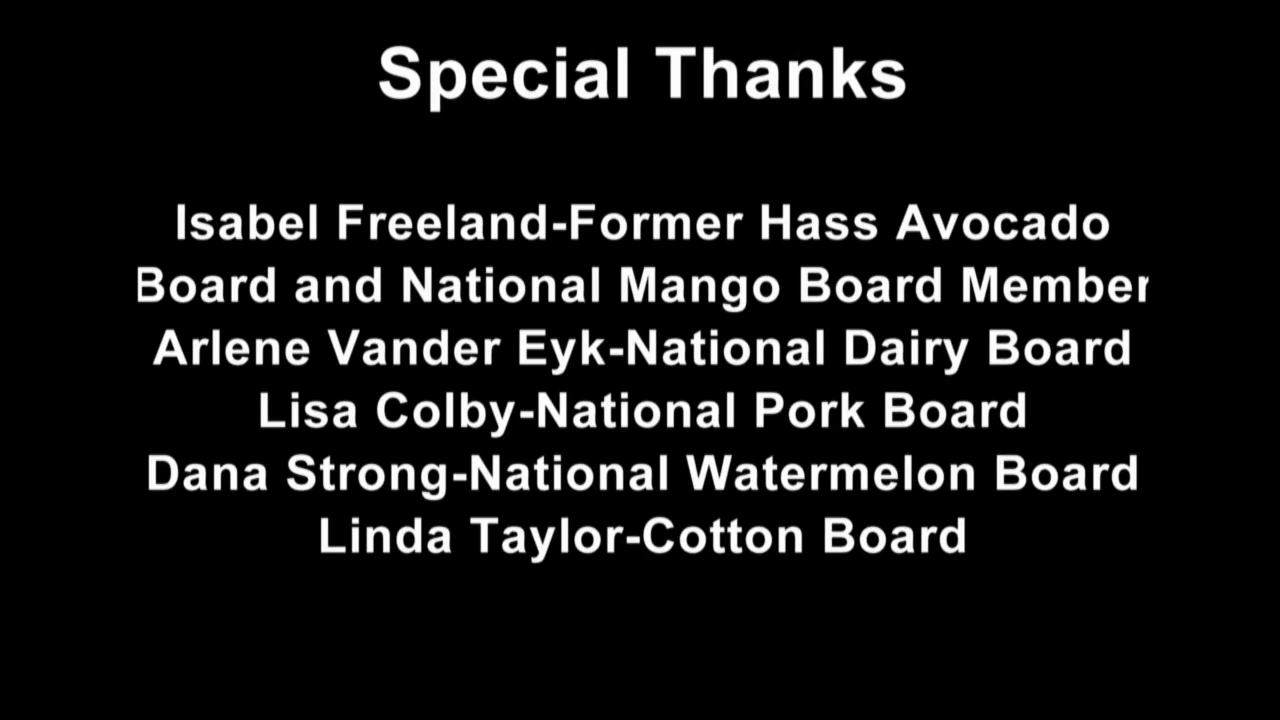 Special Thanks
Isabel Freeland-Former Hass Avocado
Board and National Mango Board Member
Arlene Vander Eyk-National Dairy Board
Lisa Colby-National Pork Board
Dana Strong-National Watermelon Board
Linda Taylor-Cotton Board